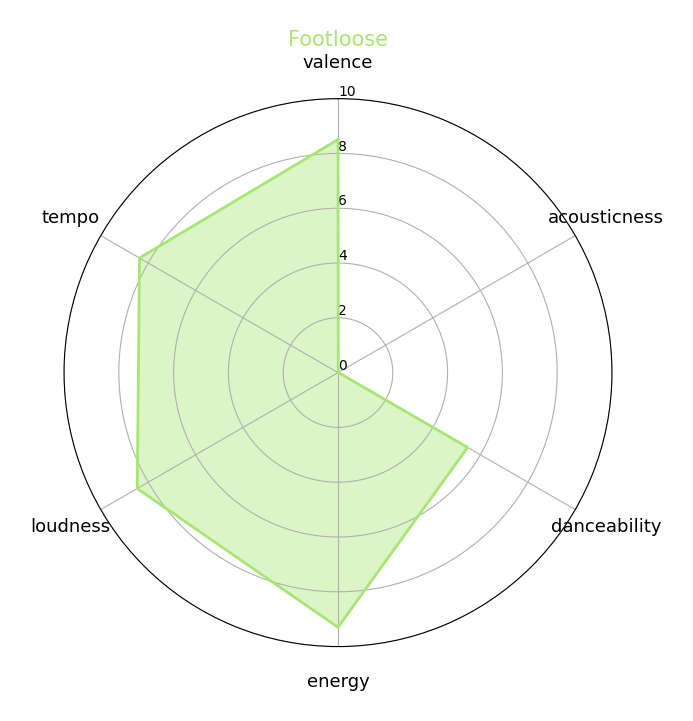 Footloose
valence
10
8
tempo
acousticness
6
4
2
0
loudness
danceability
energy